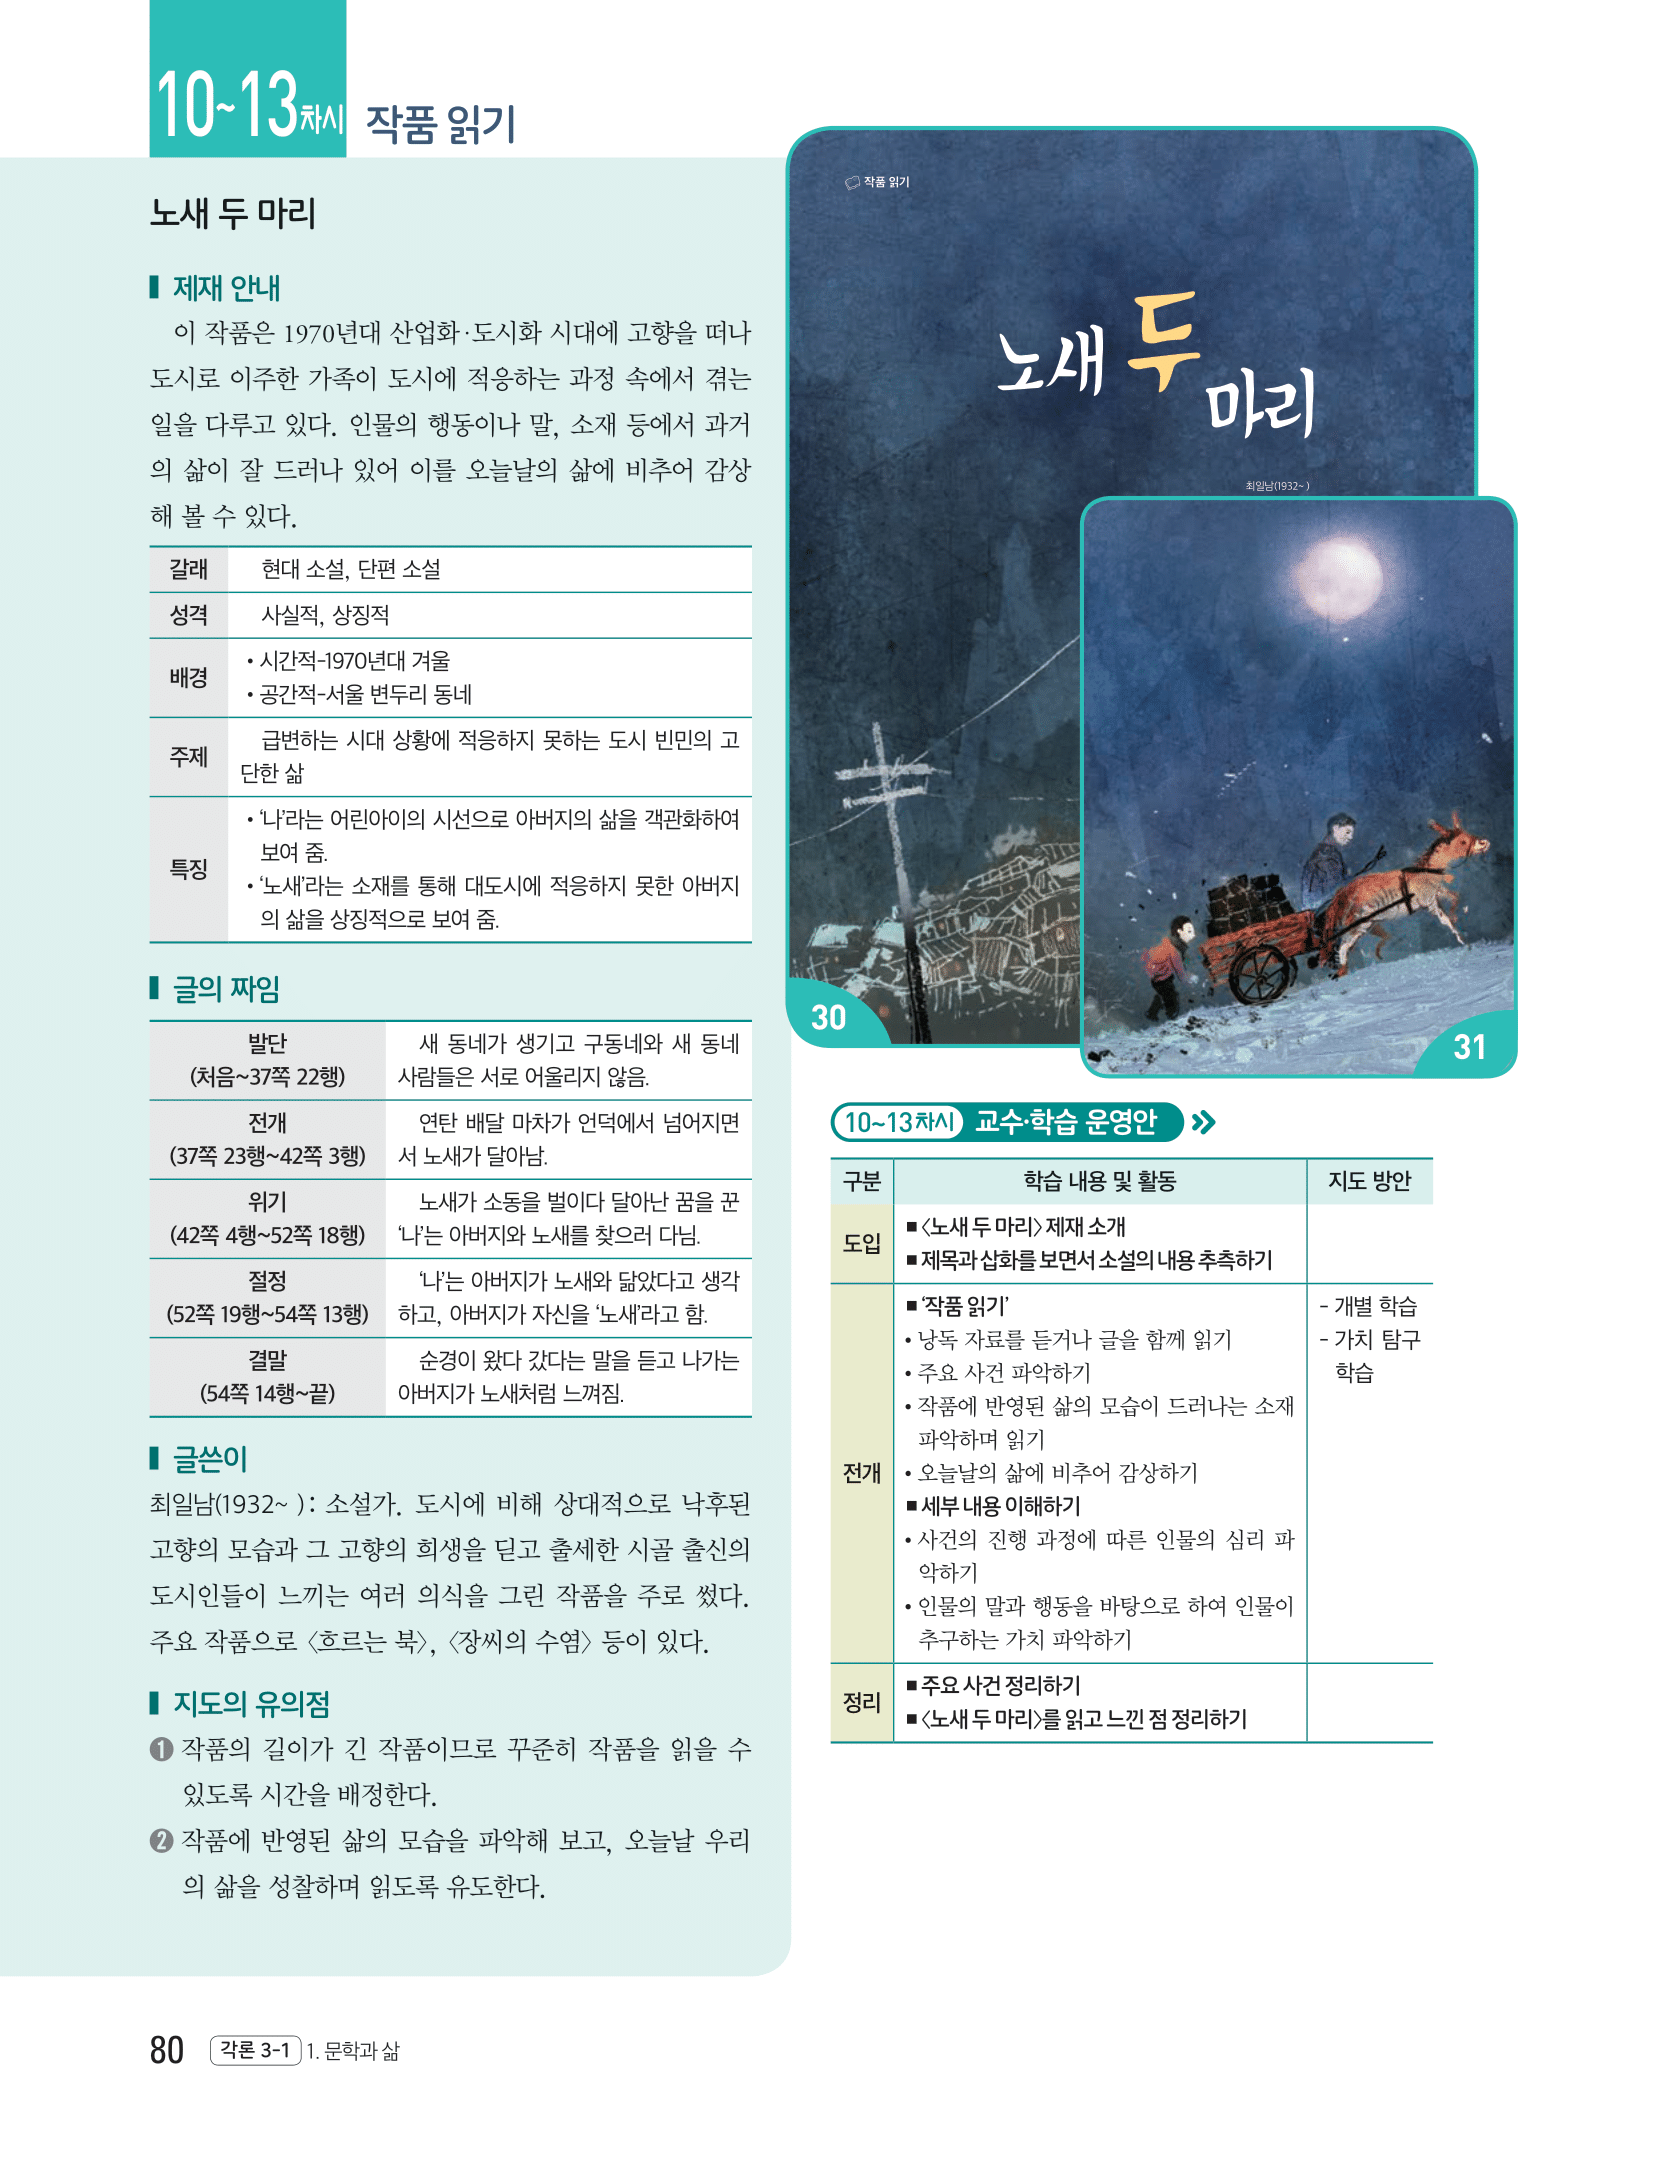 10~13차시 작품 읽기
노새 두 마리
제재 안내
이 작품은 1970년대 산업화·도시화 시대에 고향을 떠나
도시로 이주한 가족이 도시에 적응하는 과정 속에서 겪는
일을 다루고 있다. 인물의 행동이나 말, 소재 등에서 과거
의 삶이 잘 드러나 있어 이를 오늘날의 삶에 비추어 감상
해 볼 수 있다.
갈래 현대 소설, 단편 소설
성격 사실적, 상징적
배경
• 시간적-1970년대 겨울
• 공간적-서울 변두리 동네
주제
급변하는 시대 상황에 적응하지 못하는 도시 빈민의 고
단한 삶
특징
• ‘나’라는 어린아이의 시선으로 아버지의 삶을 객관화하여
보여 줌.
• ‘노새’라는 소재를 통해 대도시에 적응하지 못한 아버지
의 삶을 상징적으로 보여 줌.
글의 짜임
발단
(처음~37쪽 22행)
새 동네가 생기고 구동네와 새 동네
사람들은 서로 어울리지 않음.
전개
(37쪽 23행~42쪽 3행)
연탄 배달 마차가 언덕에서 넘어지면
서 노새가 달아남.
위기
(42쪽 4행~52쪽 18행)
노새가 소동을 벌이다 달아난 꿈을 꾼
‘나’는 아버지와 노새를 찾으러 다님.
절정
(52쪽 19행~54쪽 13행)
‘나’는 아버지가 노새와 닮았다고 생각
하고, 아버지가 자신을 ‘노새’라고 함.
결말
(54쪽 14행~끝)
순경이 왔다 갔다는 말을 듣고 나가는
아버지가 노새처럼 느껴짐.
글쓴이
최일남(1932~ ): 소설가. 도시에 비해 상대적으로 낙후된
고향의 모습과 그 고향의 희생을 딛고 출세한 시골 출신의
도시인들이 느끼는 여러 의식을 그린 작품을 주로 썼다.
주요 작품으로 〈흐르는 북〉, 〈장씨의 수염〉 등이 있다.
지도의 유의점
❶ 작품의 길이가 긴 작품이므로 꾸준히 작품을 읽을 수
있도록 시간을 배정한다.
❷ 작품에 반영된 삶의 모습을 파악해 보고, 오늘날 우리
의 삶을 성찰하며 읽도록 유도한다.
작품 읽기
노새 두
마리
최일남(1932~ )
30
31
10~13차시 교수·학습 운영안
구분 학습 내용 및 활동 지도 방안
도입
■ 〈노새 두 마리〉 제재 소개
■ 제목과 삽화를 보면서 소설의 내용 추측하기
전개
■ ‘작품 읽기’
• 낭독 자료를 듣거나 글을 함께 읽기
• 주요 사건 파악하기
• 작품에 반영된 삶의 모습이 드러나는 소재
파악하며 읽기
• 오늘날의 삶에 비추어 감상하기
■ 세부 내용 이해하기
• 사건의 진행 과정에 따른 인물의 심리 파
악하기
• 인물의 말과 행동을 바탕으로 하여 인물이
추구하는 가치 파악하기
- 개별 학습
- 가치 탐구
학습
정리
■ 주요 사건 정리하기
■ 〈노새 두 마리〉를 읽고 느낀 점 정리하기
80 각론 3-1 1. 문학과 삶